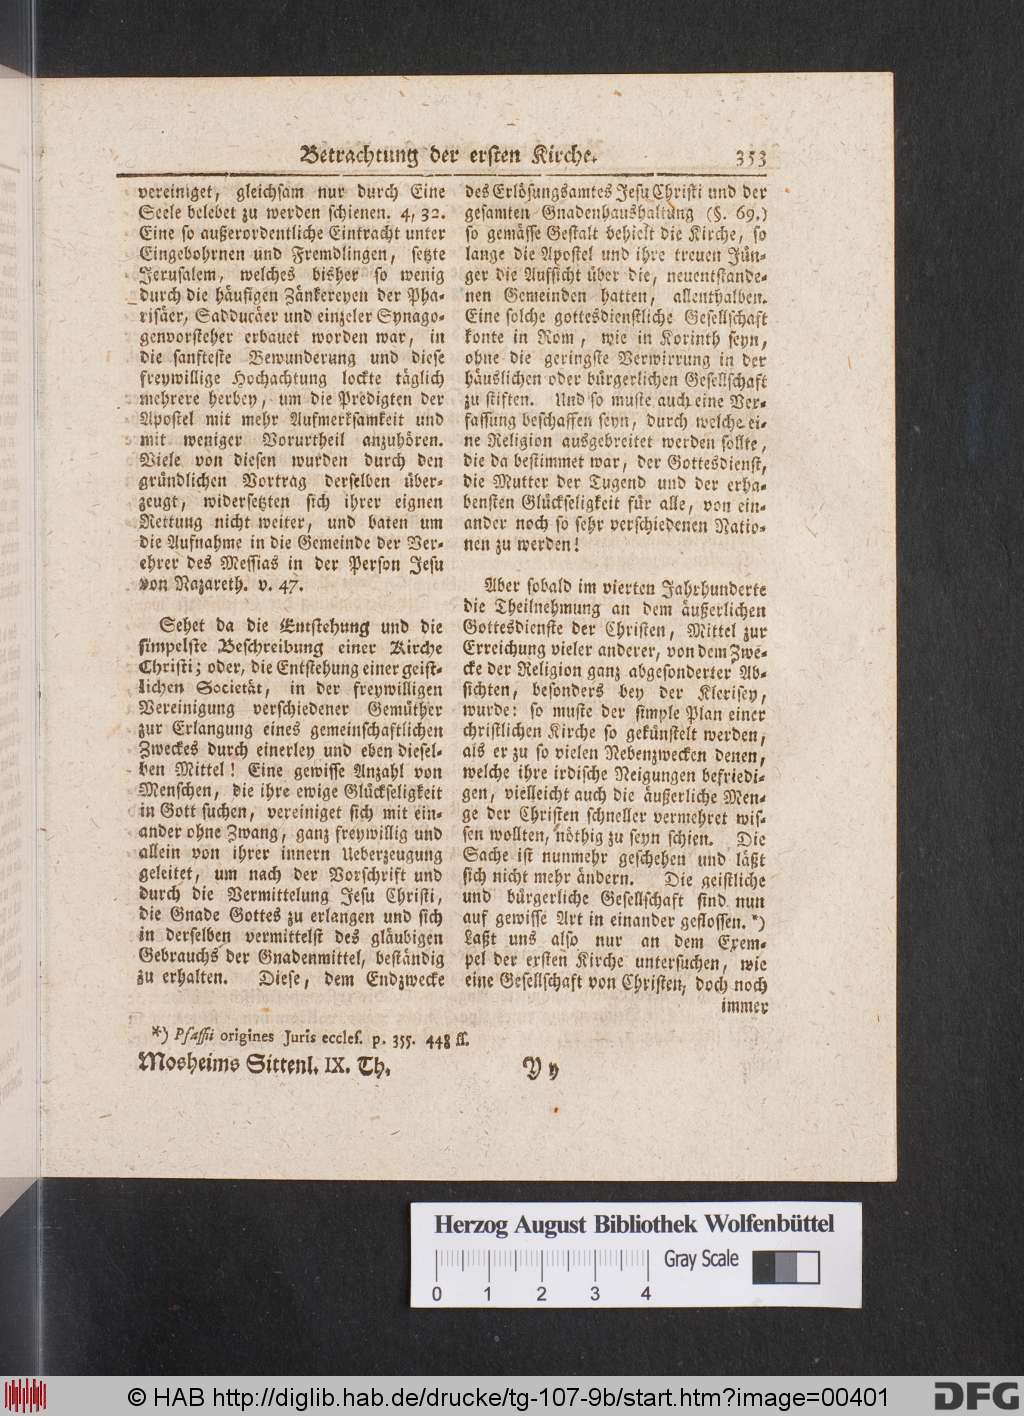 Betrachtung der ersten Kirche. 353
vereiniget, gleichsam nur durch Eine
Seele belebet zu werden schienen. 4, 32.
Eine so außerordentliche Eintracht unter
Eingebohrnen und Fremdlingen, setzte
Jerusalem, welches bisher so wenig
durch die häufigen Zänkereyen der Pha-
risäer, Sadducäer und einzeler Synago-
genvorsteher erbauet worden war, in
die sanfteste Bewunderung und diese
freywillige Hochachtung lockte täglich
mehrere herbey, um die Predigten der
Apostel mit mehr Aufmerksamkeit und
mit weniger Vorurtheil anzuhören.
Viele von diesen wurden durch den
gründlichen Vortrag derselben über-
zeugt, widersetzten sich ihrer eignen
Rettung nicht weiter, und baten um
die Aufnahme in die Gemeinde der Ver-
ehrer des Messias in der Person Jesu
von Nazareth. v. 47.
Sehet da die Entstehung und die
simpelste Beschreibung einer Kirche
Christi; oder, die Entstehung einer geist-
lichen Societät, in der freywilligen
Vereinigung verschiedener Gemüther
zur Erlangung eines gemeinschaftlichen
Zweckes durch einerley und eben diesel-
ben Mittel! Eine gewisse Anzahl von
Menschen, die ihre ewige Glückseligkeit
in Gott suchen, vereiniget sich mit ein-
ander ohne Zwang, ganz freywillig und
allein von ihrer innern Ueberzeugung
geleitet, um nach der Vorschrift und
durch die Vermittelung Jesu Christi,
die Gnade Gottes zu erlangen und sich
in derselben vermittelst des gläubigen
Gebrauchs der Gnadenmittel, beständig
zu erhalten. Diese, dem Endzwecke
des Erlösungsamtes Jesu Christi und der
gesamten Gnadenhaushaltung (§. 69.)
so gemässe Gestalt behielt die Kirche, so
lange die Apostel und ihre treuen Jün-
ger die Aufsicht über die, neuentstande-
nen Gemeinden hatten, allenthalben.
Eine solche gottesdienstliche Gesellschaft
konte in Rom, wie in Korinth seyn,
ohne die geringste Verwirrung in der
häuslichen oder bürgerlichen Gesellschaft
zu stiften. Und so muste auch eine Ver-
fassung beschaffen seyn, durch welche ei-
ne Religion ausgebreitet werden sollte,
die da bestimmet war, der Gottesdienst,
die Mutter der Tugend und der erha-
bensten Glückseligkeit für alle, von ein-
ander noch so sehr verschiedenen Natio-
nen zu werden!
Aber sobald im vierten Jahrhunderte
die Theilnehmung an dem äußerlichen
Gottesdienste der Christen, Mittel zur
Erreichung vieler anderer, von dem Zwe-
cke der Religion ganz abgesonderter Ab-
sichten, besonders bey der Klerisey,
wurde: so muste der simple Plan einer
christlichen Kirche so gekünstelt werden,
als er zu so vielen Nebenzwecken denen,
welche ihre irdische Neigungen befriedi-
gen, vielleicht auch die äußerliche Men-
ge der Christen schneller vermehret wis-
sen wollten, nöthig zu seyn schien. Die
Sache ist nunmehr geschehen und läßt
sich nicht mehr ändern. Die geistliche
und bürgerliche Gesellschaft sind nun
auf gewisse Art in einander geflossen. *)
Laßt uns also nur an dem Exem-
pel der ersten Kirche untersuchen, wie
eine Gesellschaft von Christen, doch noch
immer
*) Pfaffii origines Juris eccles. p. 355. 448 ss.
Mosheims Sittenl. IX. Th. Y y
Herzog August Bibliothek Wolfenbüttel
Gray Scale
0 1 2 3 4
© HAB http://diglib.hab.de/drucke/tg-107-9b/start.htm?image=00401
DFG